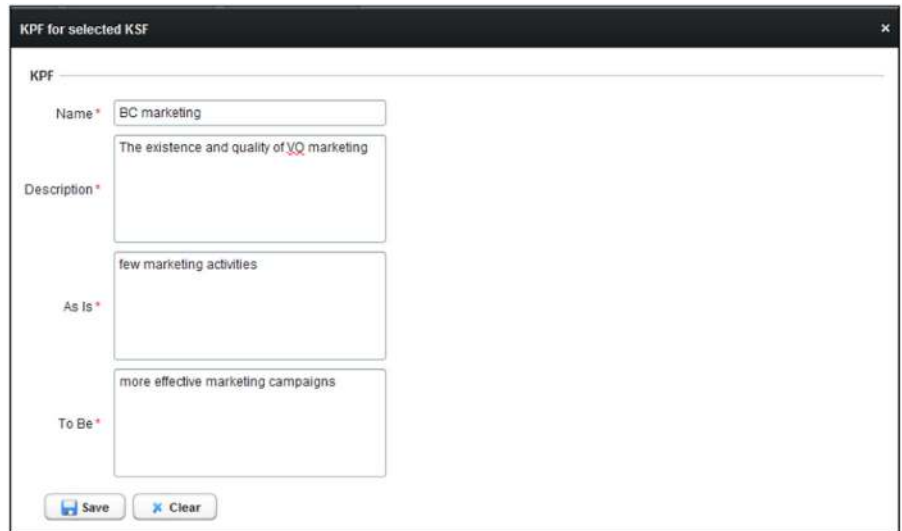 KPF for selected KSF ×
KPF
Name * BC marketing
The existence and quality of VO marketing
Description *
few marketing activities
As Is *
more effective marketing campaigns
To Be *
Save Clear